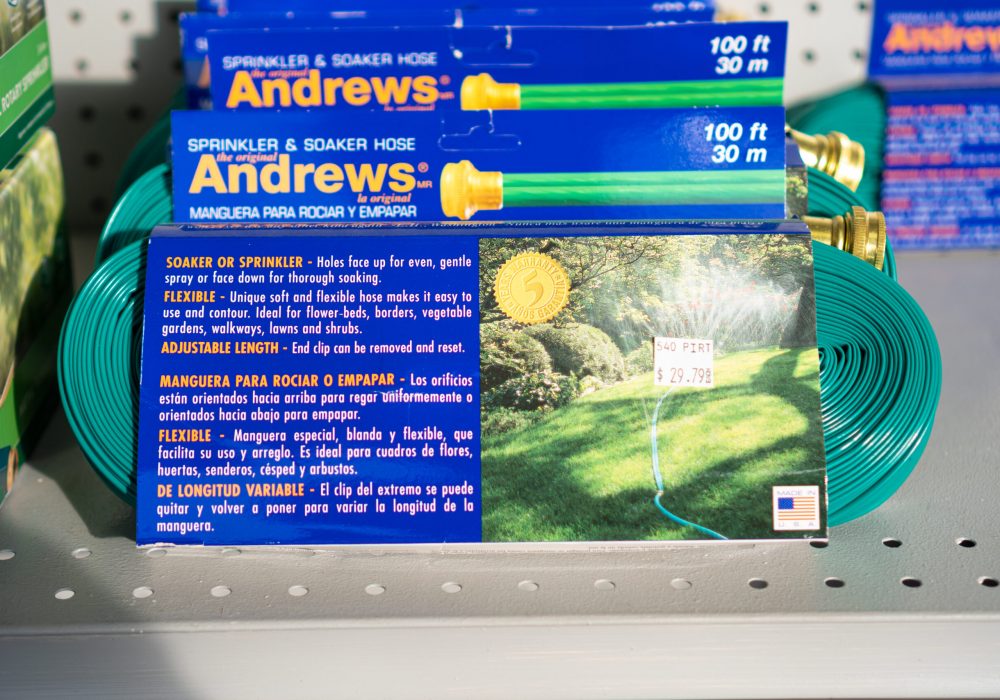 ROTARY SPRINKLER
SPRINKLER & SOAKER HOSE
the original
Andrews
100 ft
30 m
SPRINKLER & SOAKER HOSE
the original
Andrews® MR
la original
MANGUERA PARA ROCIAR Y EMPAPAR
100 ft
30 m
SOAKER OR SPRINKLER - Holes face up for even, gentle
spray or face down for thorough soaking.
FLEXIBLE - Unique soft and flexible hose makes it easy to
use and contour. Ideal for flower-beds, borders, vegetable
gardens, walkways, lawns and shrubs.
ADJUSTABLE LENGTH - End clip can be removed and reset.
MANGUERA PARA ROCIAR O EMPAPAR - Los orificios
están orientados hacia arriba para regar uniformemente o
orientados hacia abajo para empapar.
FLEXIBLE - Manguera especial, blanda y flexible, que
facilita su uso y arreglo. Es ideal para cuadros de flores,
huertas, senderos, césped y arbustos.
DE LONGITUD VARIABLE - El clip del extremo se puede
quitar y volver a poner para variar la longitud de la
manguera.
5
540 PIRT
$ 29.79
MADE IN
U.S.A
Andrews